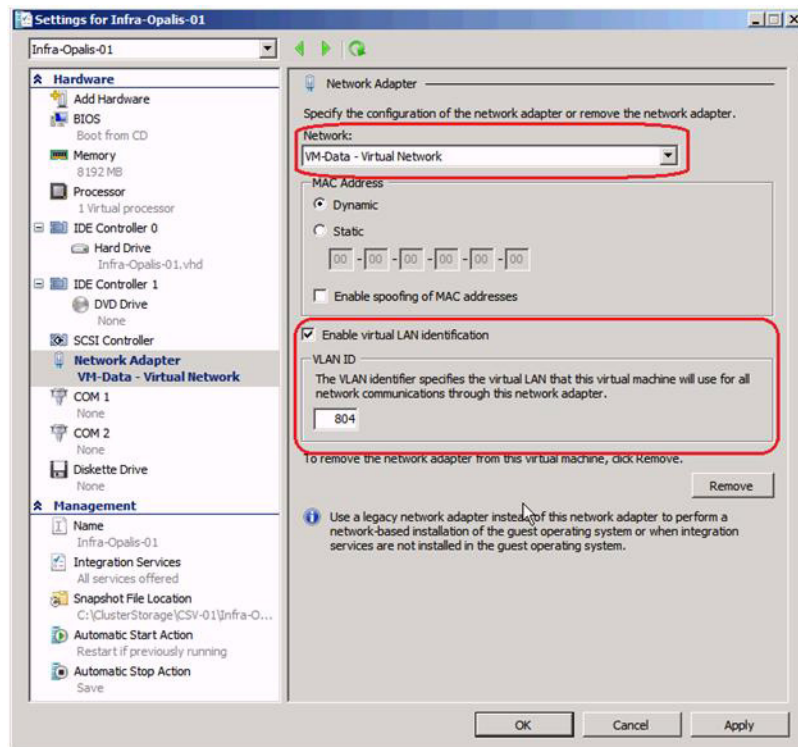 Settings for Infra-Opalis-01
Infra-Opalis-01
Hardware
Add Hardware
BIOS
Boot from CD
Memory
8192 MB
Processor
1 Virtual processor
IDE Controller 0
Hard Drive
Infra-Opalis-01.vhd
IDE Controller 1
DVD Drive
None
SCSI Controller
Network Adapter
VM-Data - Virtual Network
COM 1
None
COM 2
None
Diskette Drive
None
Management
Name
Infra-Opalis-01
Integration Services
All services offered
Snapshot File Location
C:\ClusterStorage\CSV-01\Infra-O...
Automatic Start Action
Restart if previously running
Automatic Stop Action
Save
Network Adapter
Specify the configuration of the network adapter or remove the network adapter.
Network:
VM-Data - Virtual Network
MAC Address
Dynamic
Static
00 - 00 - 00 - 00 - 00 - 00
Enable spoofing of MAC addresses
Enable virtual LAN identification
VLAN ID
The VLAN identifier specifies the virtual LAN that this virtual machine will use for all
network communications through this network adapter.
804
To remove the network adapter from this virtual machine, click Remove.
Remove
Use a legacy network adapter instead of this network adapter to perform a
network-based installation of the guest operating system or when integration
services are not installed in the guest operating system.
OK
Cancel
Apply